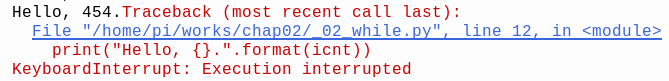 Hello, 454.Traceback (most recent call last):
  File "/home/pi/works/chap02/_02_while.py", line 12, in <module>
    print("Hello, {}.".format(icnt))
KeyboardInterrupt: Execution interrupted